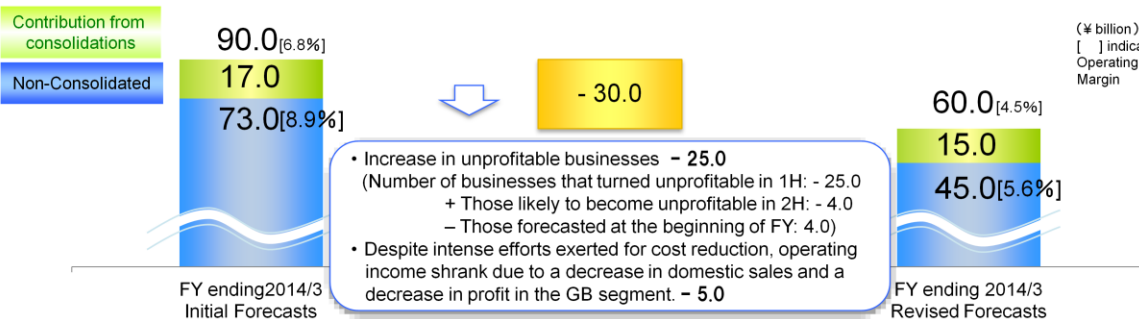 Contribution from
consolidations
Non-Consolidated
90.0[6.8%]
17.0
73.0[8.9%]
- 30.0
(¥ billion)
[ ] indica
Operating
Margin
60.0[4.5%]
15.0
45.0[5.6%]
• Increase in unprofitable businesses － 25.0
(Number of businesses that turned unprofitable in 1H: - 25.0
+ Those likely to become unprofitable in 2H: - 4.0
– Those forecasted at the beginning of FY: 4.0)
• Despite intense efforts exerted for cost reduction, operating
income shrank due to a decrease in domestic sales and a
decrease in profit in the GB segment. － 5.0
FY ending2014/3
Initial Forecasts
FY ending 2014/3
Revised Forecasts